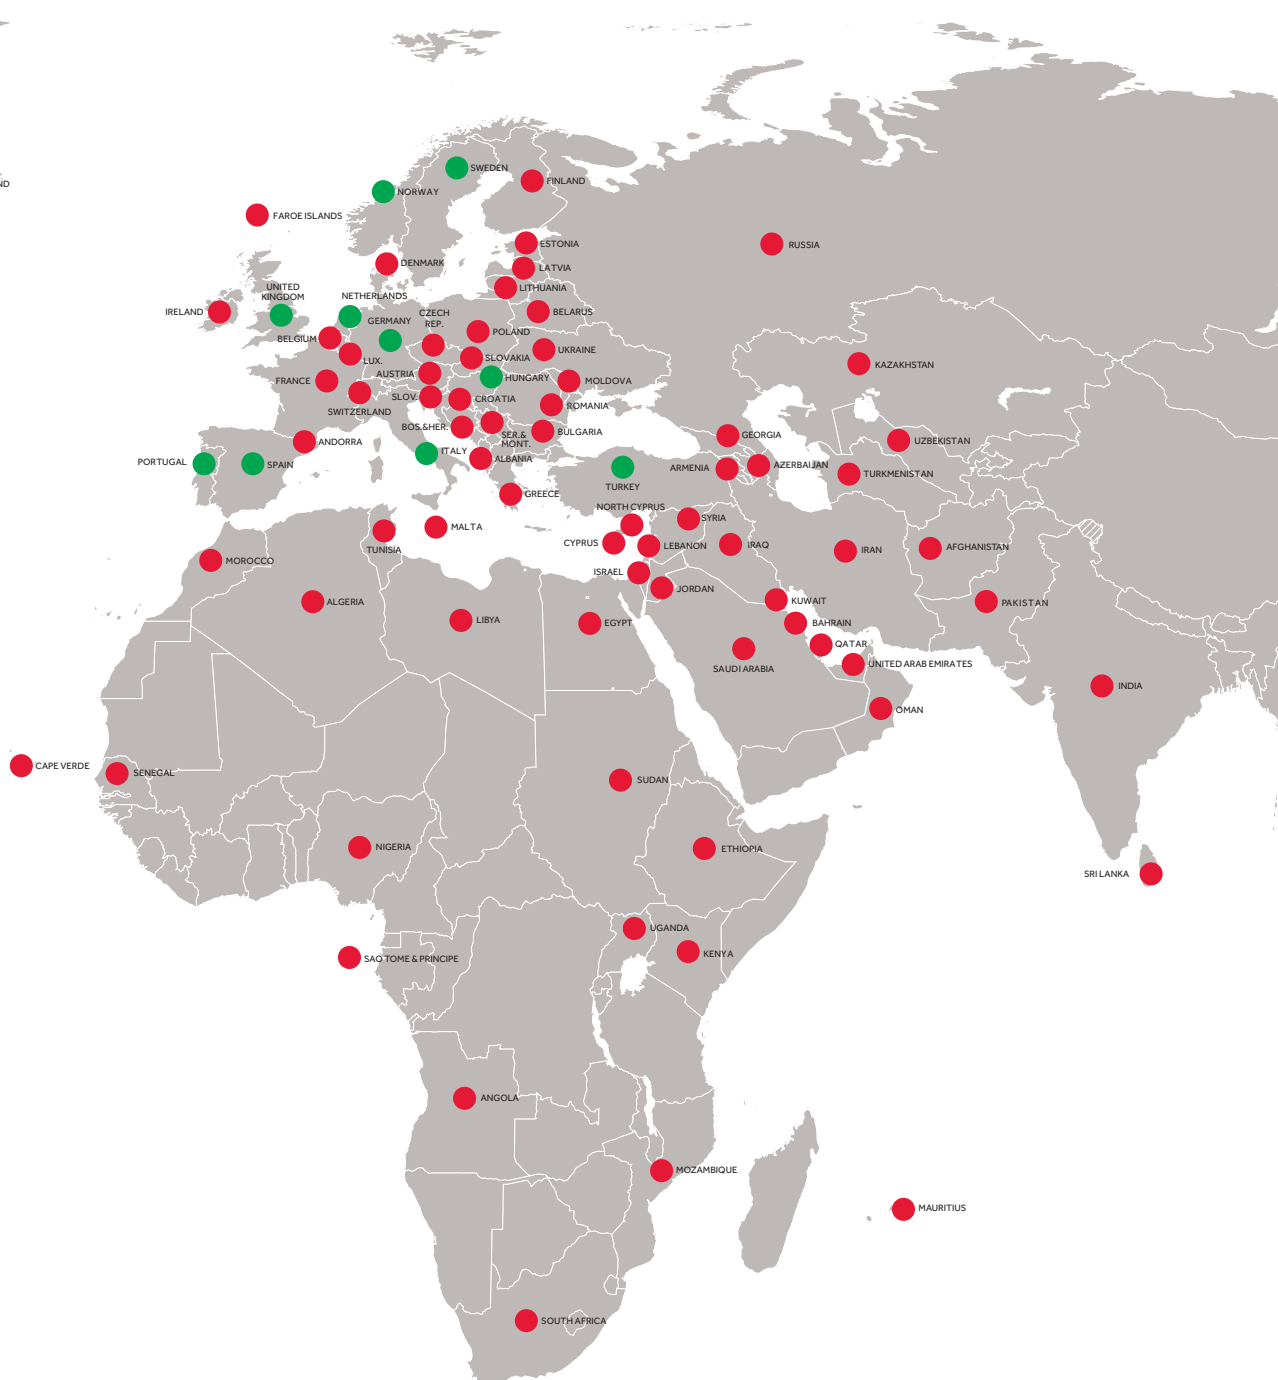 SWEDEN
FINLAND
ND
NORWAY
FAROE ISLANDS
ESTONIA
RUSSIA
DENMARK
LATVIA
UNITED
KINGDOM
LITHUANIA
NETHERLANDS
IRELAND
CZECH
REP.
BELARUS
GERMANY
POLAND
BELGIUM
UKRAINE
LUX.
SLOVAKIA
KAZAKHSTAN
AUSTRIA
HUNGARY
FRANCE
MOLDOVA
SLOV.
CROATIA
ROMANIA
SWITZERLAND
BOS.&HER.
SER.&
MONT.
BULGARIA
GEORGIA
ANDORRA
UZBEKISTAN
ITALY
ALBANIA
PORTUGAL
SPAIN
ARMENIA
AZERBAIJAN
TURKMENISTAN
TURKEY
GREECE
NORTH CYPRUS
SYRIA
MALTA
TUNISIA
CYPRUS
LEBANON
IRAQ
IRAN
AFGHANISTAN
MOROCCO
ISRAEL
JORDAN
ALGERIA
KUWAIT
PAKISTAN
LIBYA
EGYPT
BAHRAIN
QATAR
SAUDI ARABIA
UNITED ARAB EMIRATES
INDIA
OMAN
CAPE VERDE
SENEGAL
SUDAN
NIGERIA
ETHIOPIA
SRI LANKA
UGANDA
KENYA
SAO TOME & PRINCIPE
ANGOLA
MOZAMBIQUE
MAURITIUS
SOUTH AFRICA